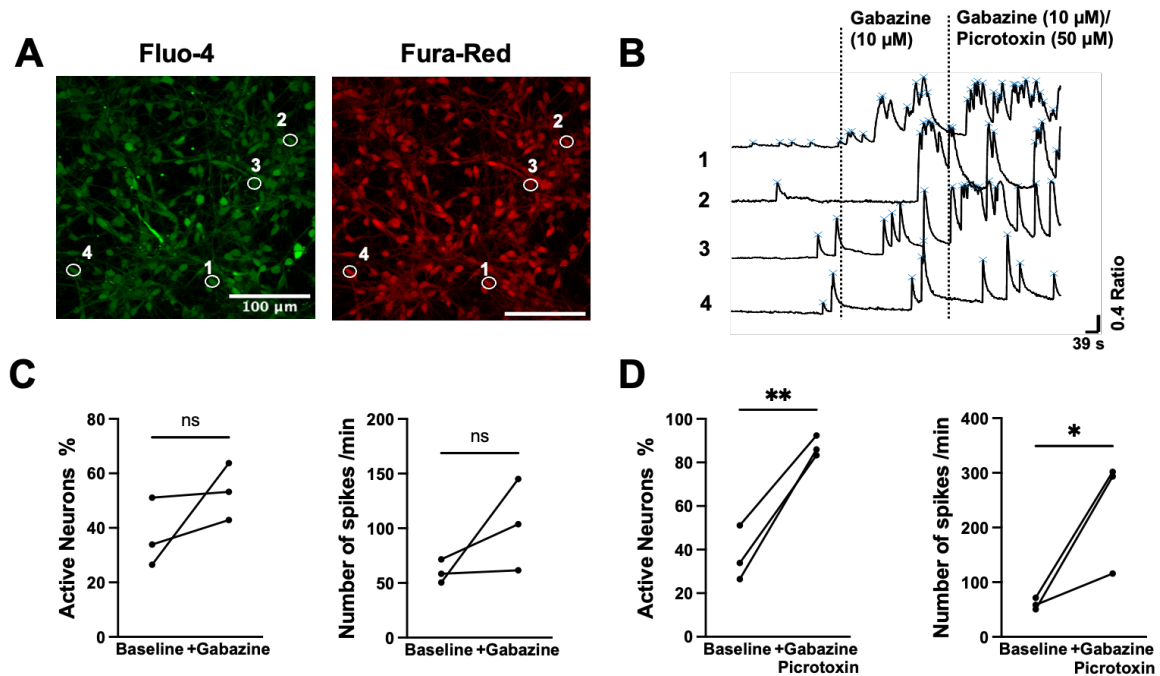 A
Fluo-4
Fura-Red
2
3
4
1
100 µm
2
3
4
1
B
Gabazine
(10 µM)
Gabazine (10 µM)/
Picrotoxin (50 µM)
1
2
3
4
0.4 Ratio
39 s
C
Active Neurons %
80
60
40
20
0
ns
Baseline +Gabazine
Number of spikes /min
200
150
100
50
0
ns
Baseline +Gabazine
D
Active Neurons %
100
80
60
40
20
0
**
Baseline +Gabazine
Picrotoxin
Number of spikes /min
400
300
200
100
0
*
Baseline +Gabazine
Picrotoxin